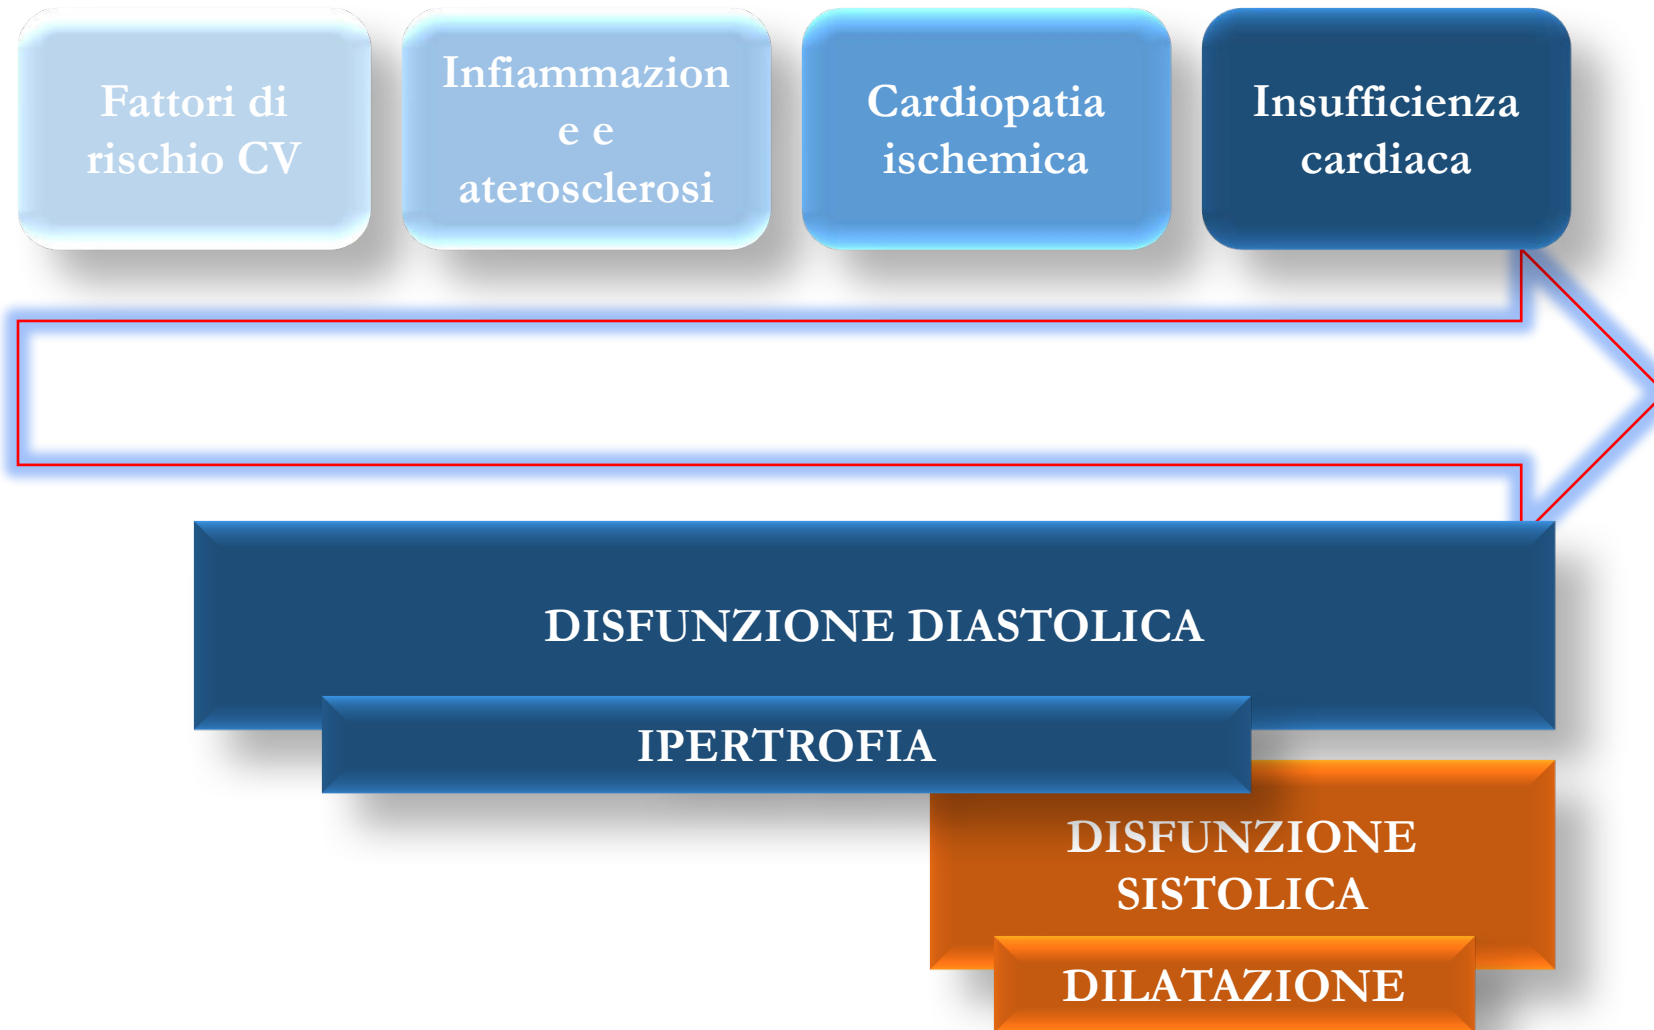 Fattori di
rischio CV
Infiammazion
e e
aterosclerosi
Cardiopatia
ischemica
Insufficienza
cardiaca
DISFUNZIONE DIASTOLICA
IPERTROFIA
DISFUNZIONE
SISTOLICA
DILATAZIONE